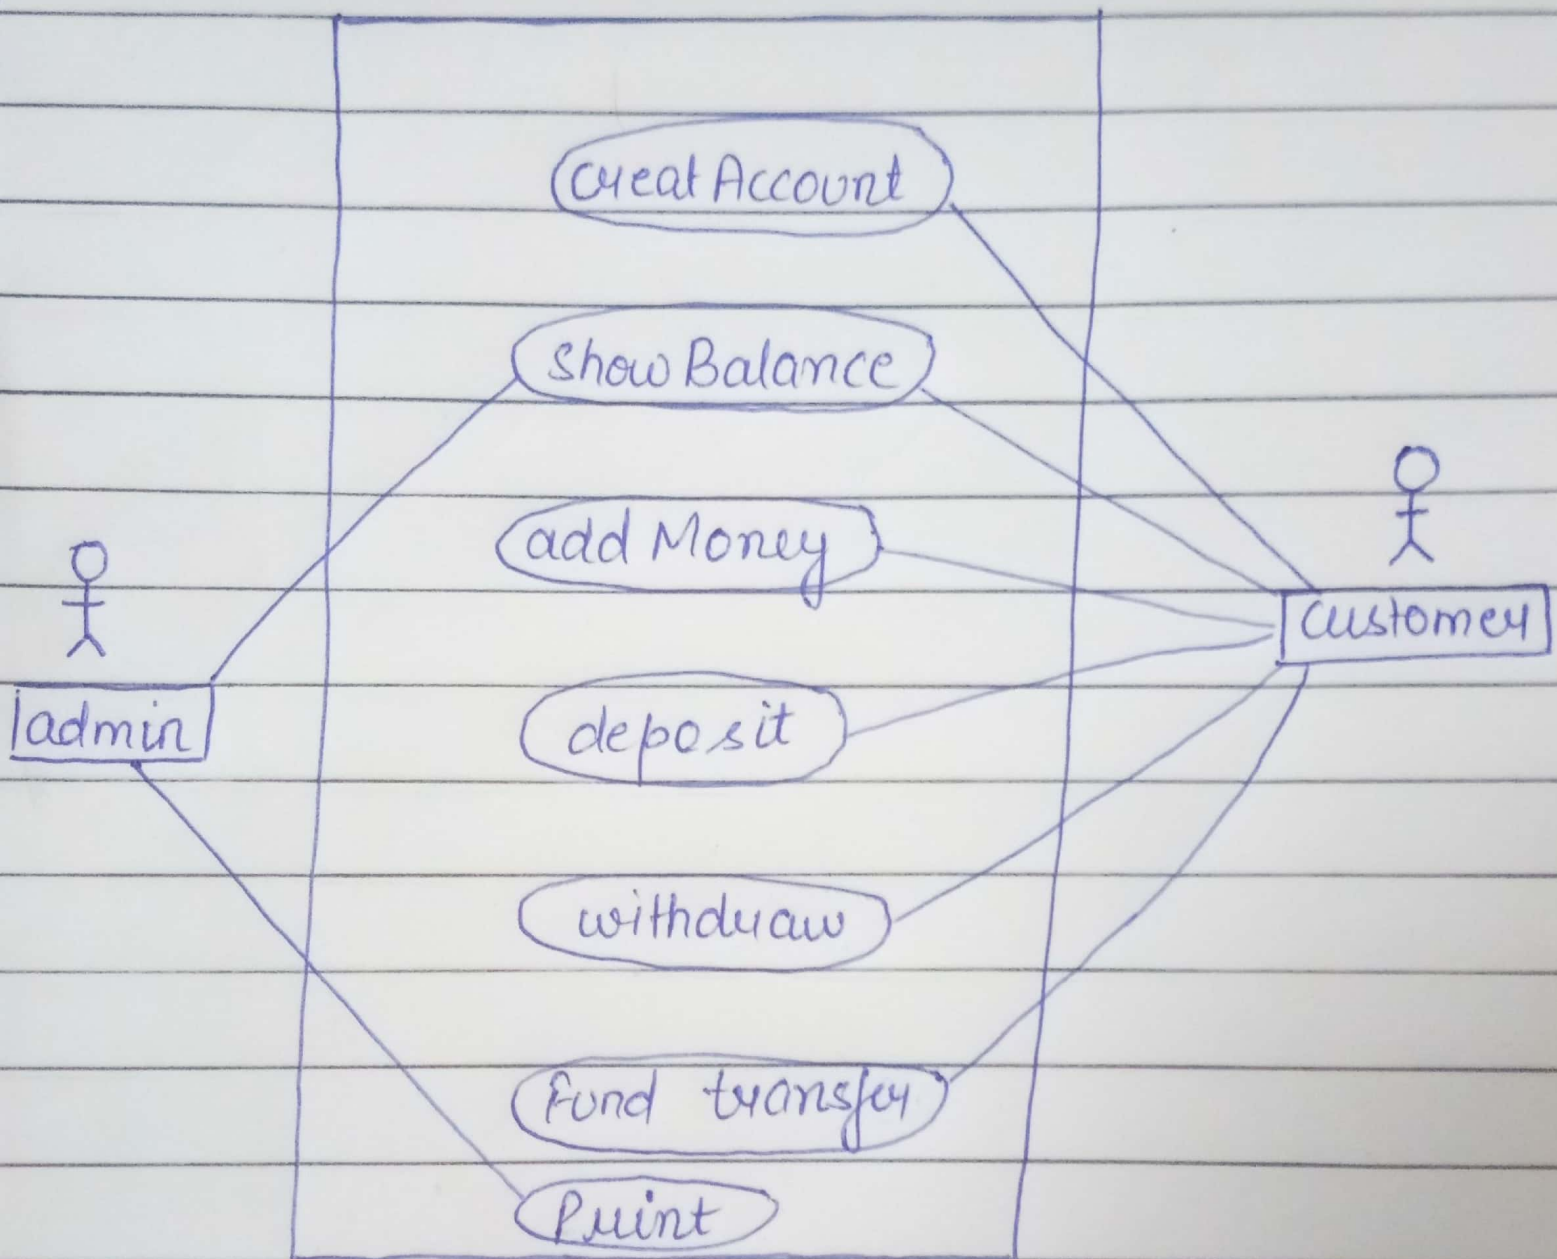 creat Account
Show Balance
add Money
customer
deposit
admin
withdraw
Fund transfer
Print